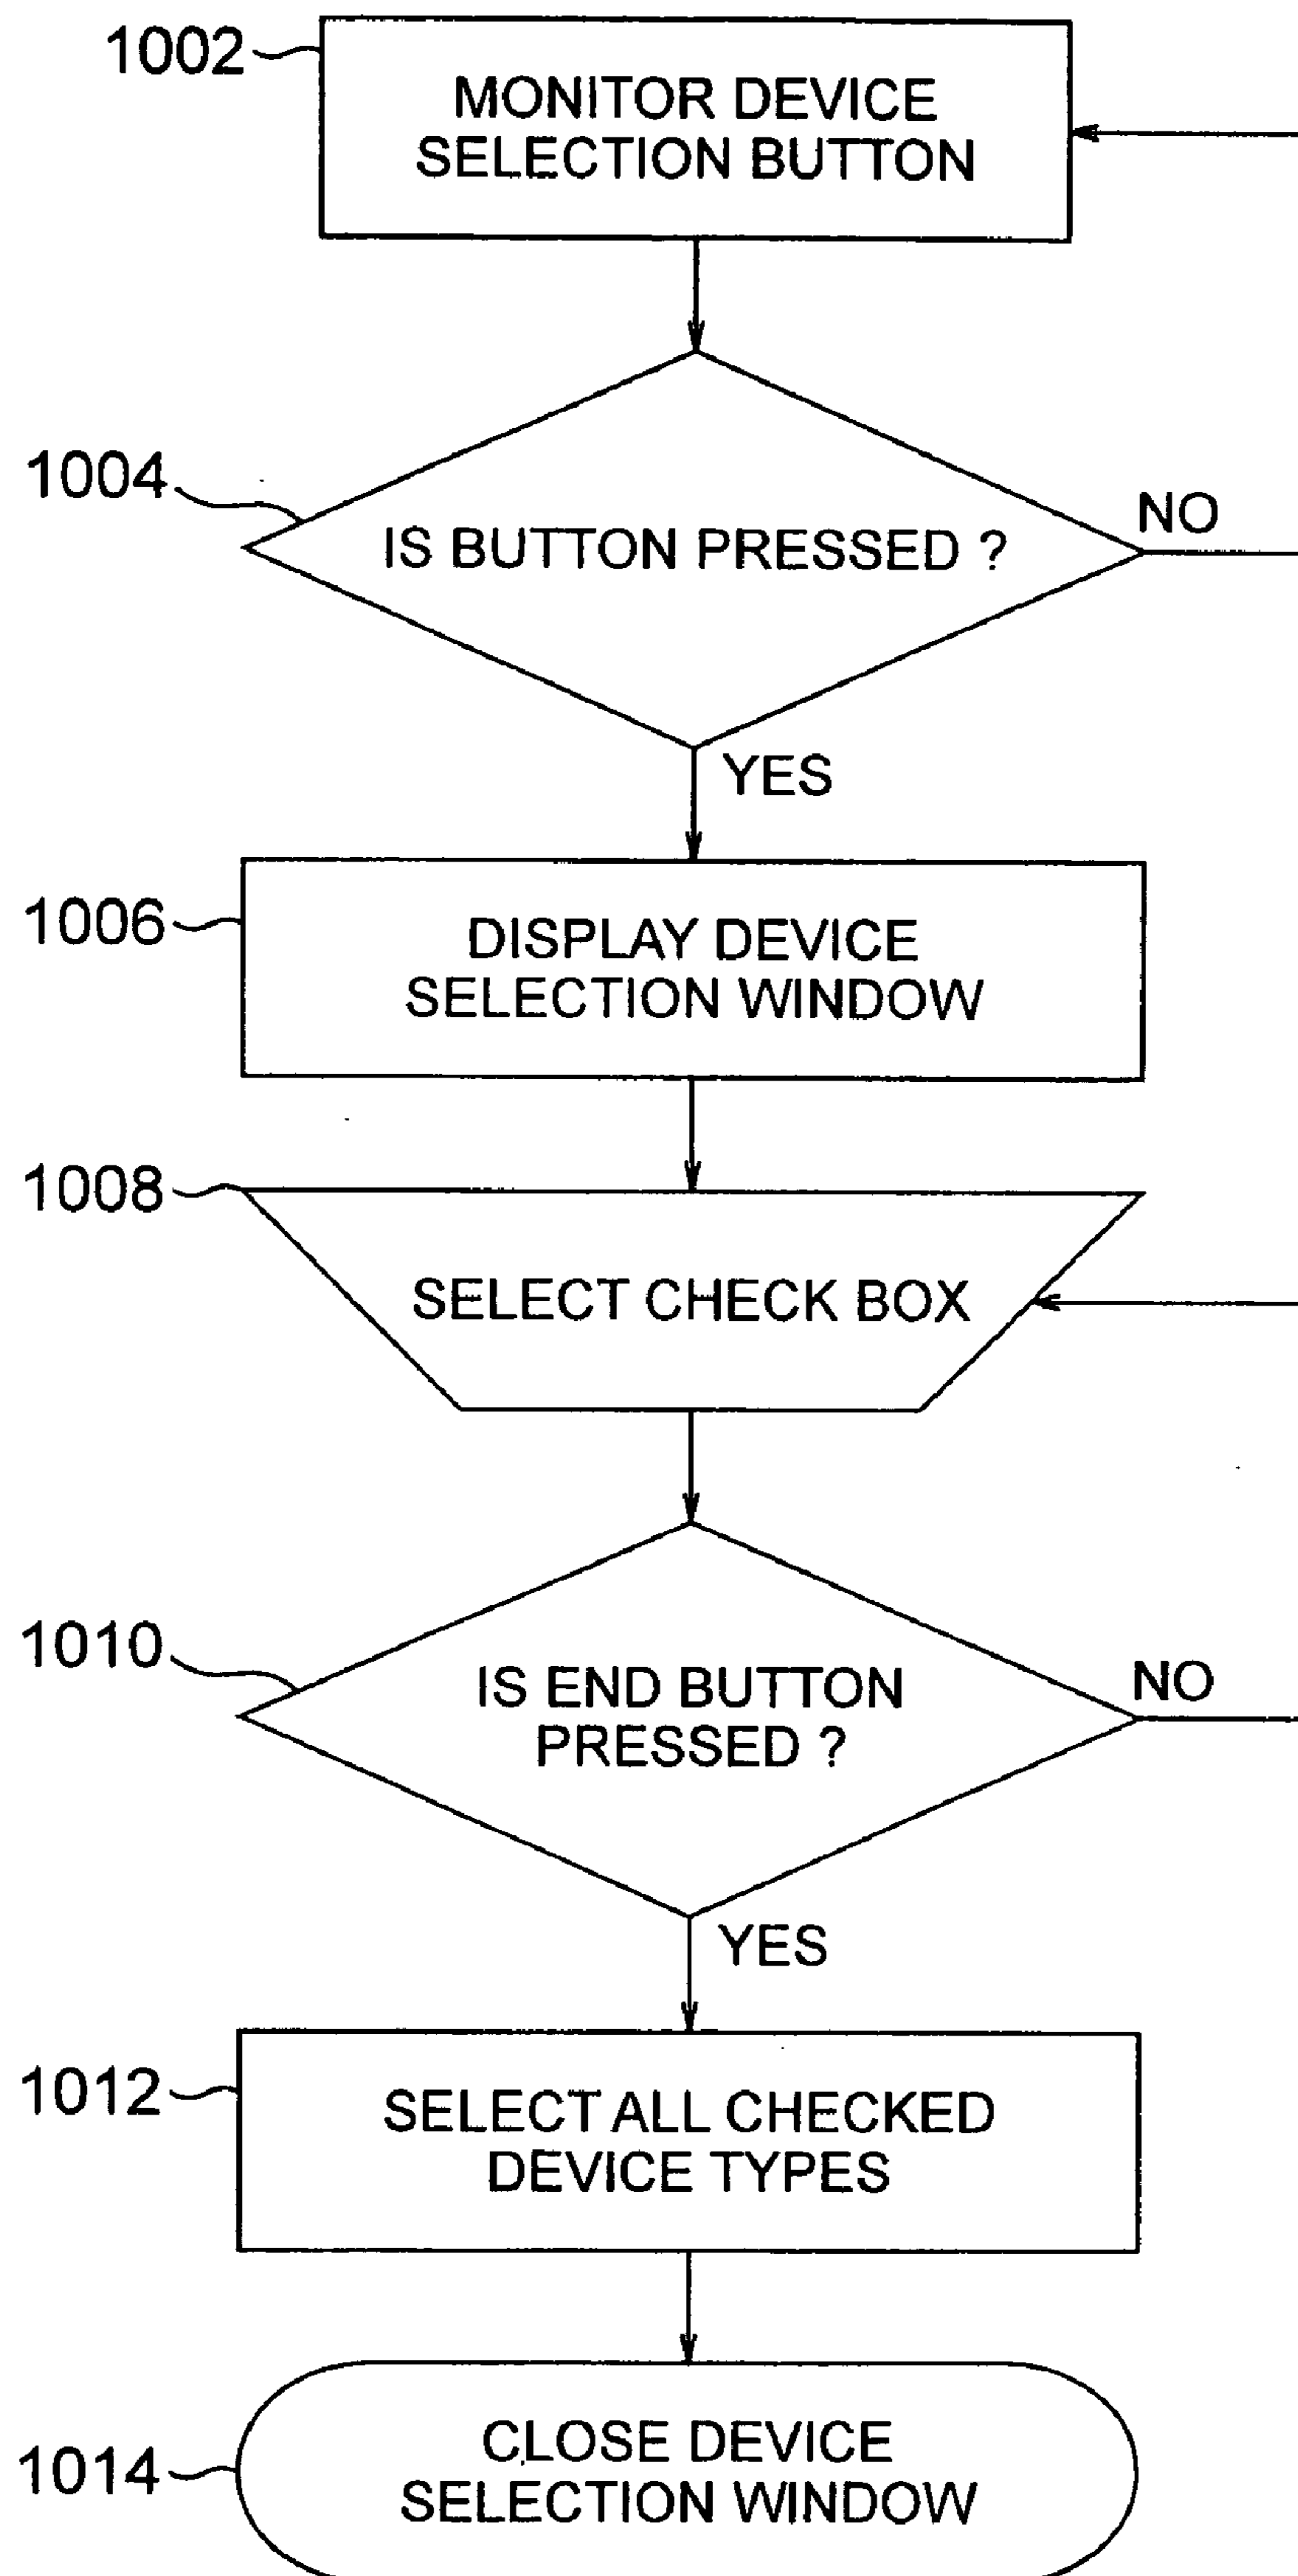 1002
MONITOR DEVICE
SELECTION BUTTON
1004
IS BUTTON PRESSED ?
NO
YES
1006
DISPLAY DEVICE
SELECTION WINDOW
1008
SELECT CHECK BOX
1010
IS END BUTTON
PRESSED ?
NO
YES
1012
SELECT ALL CHECKED
DEVICE TYPES
1014
CLOSE DEVICE
SELECTION WINDOW